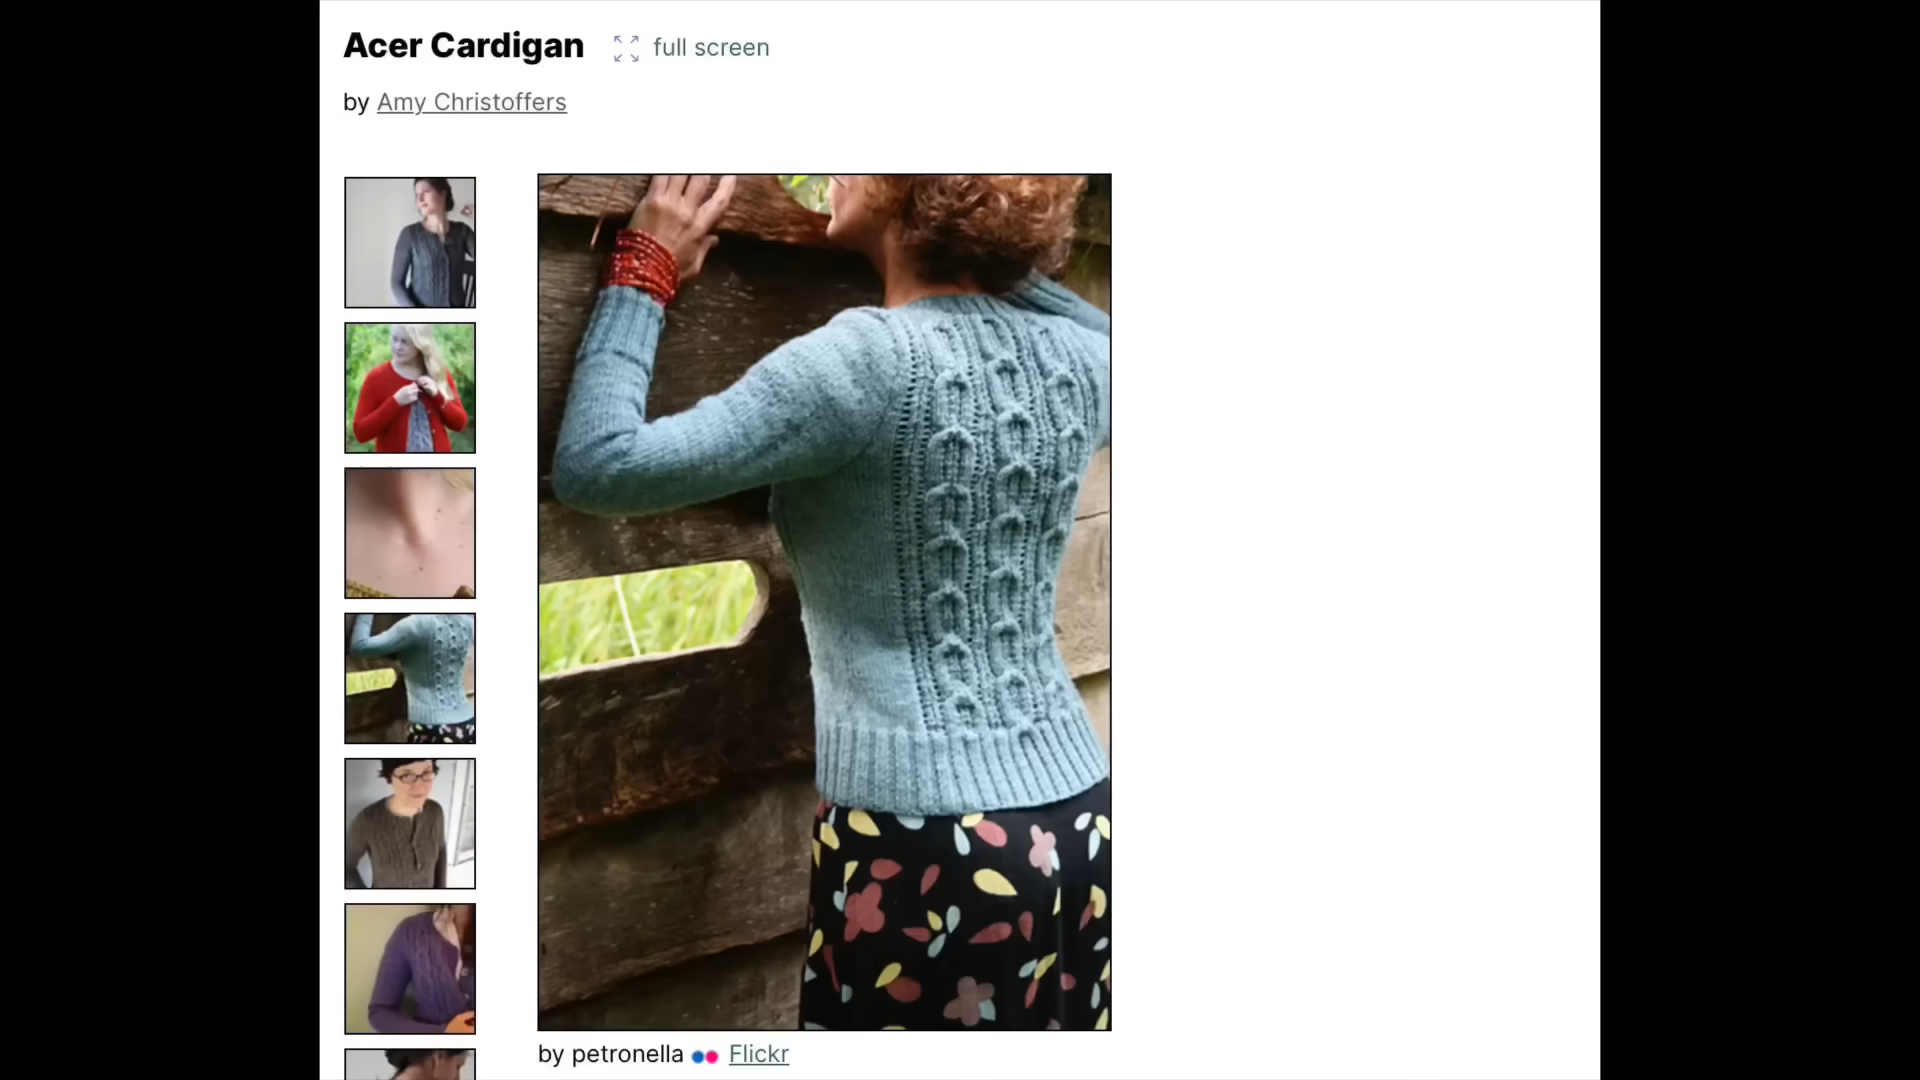 Acer Cardigan full screen
by Amy Christoffers
by petronella Flickr